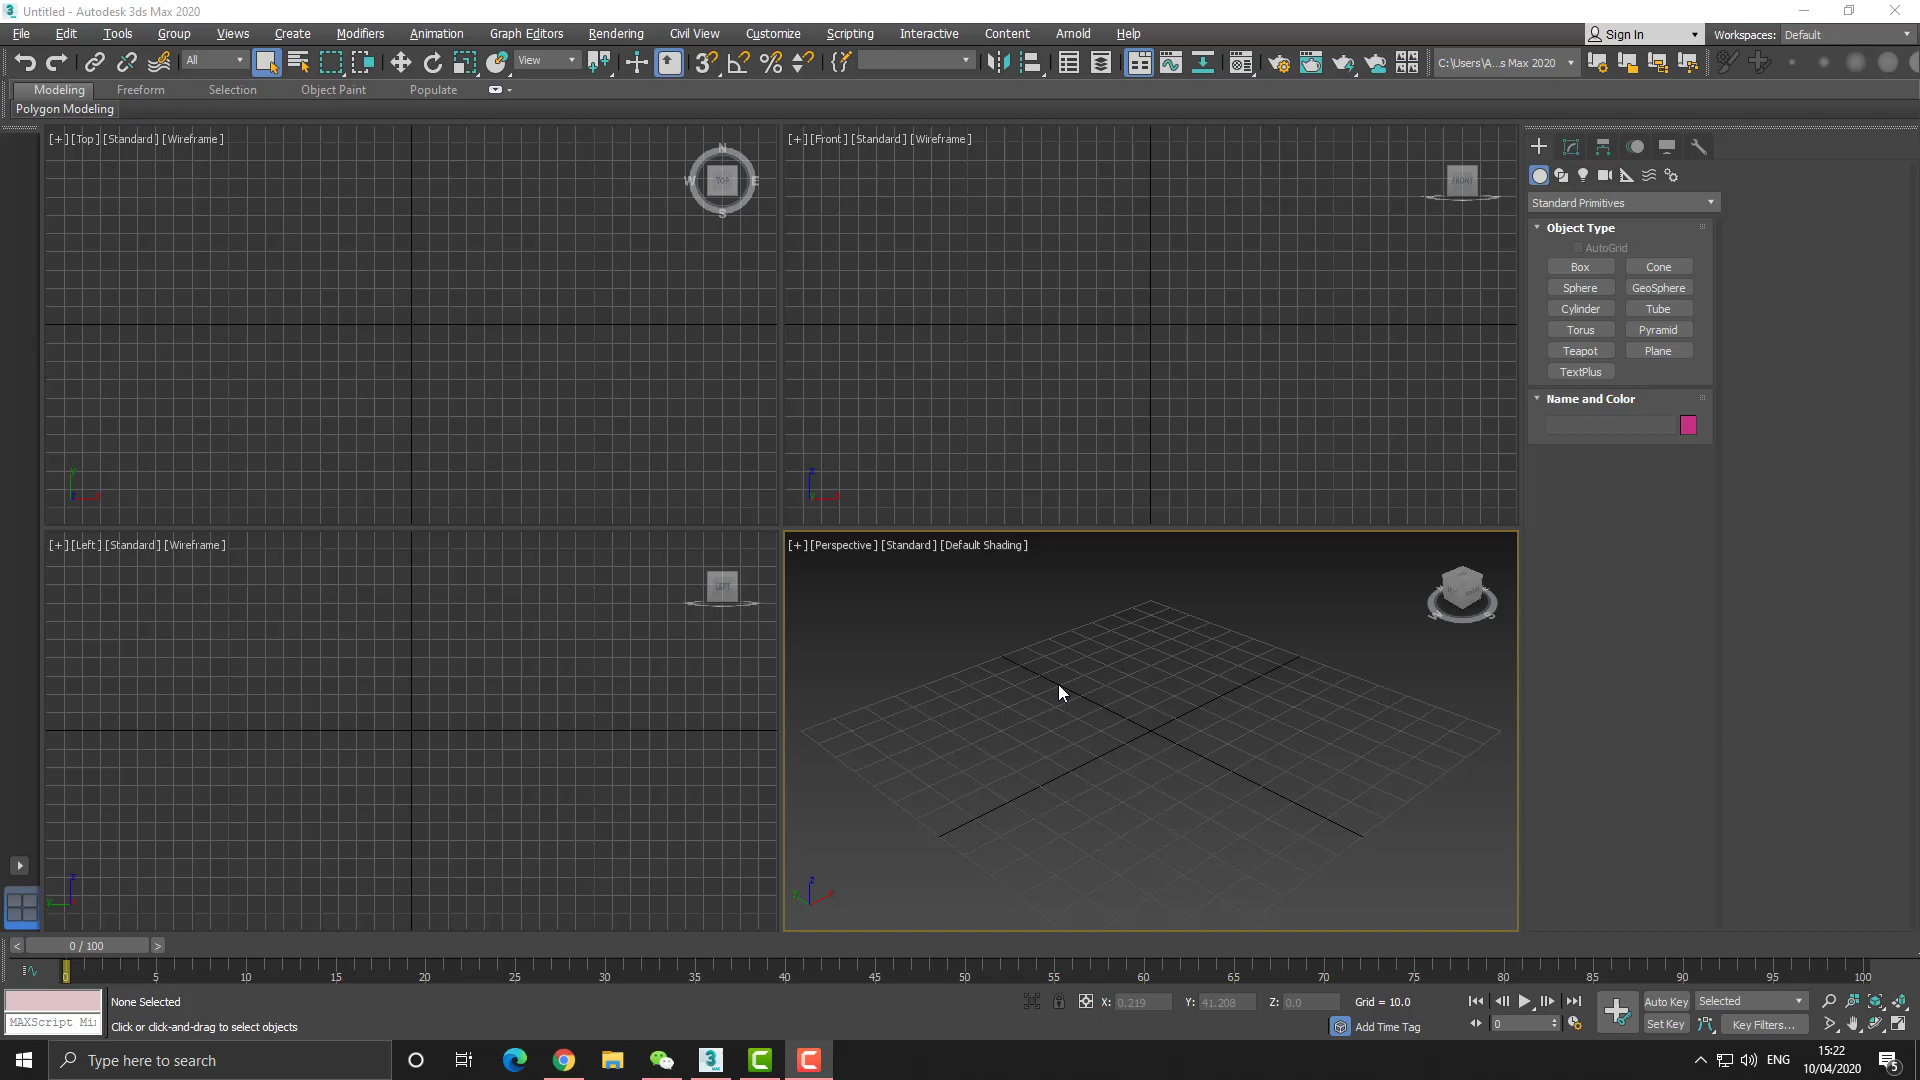 Untitled - Autodesk 3ds Max 2020
File Edit Tools Group Views Create Modifiers Animation Graph Editors Rendering Civil View Customize Scripting Interactive Content Arnold Help Sign In Workspaces: Default
All View C:\Users\A...s Max 2020
Modeling Freeform Selection Object Paint Populate
Polygon Modeling
[+] [Top] [Standard] [Wireframe]
N
W TOP E
S
y
z x
[+] [Front] [Standard] [Wireframe]
FRONT
z
y x
[+] [Left] [Standard] [Wireframe]
LEFT
z
y x
[+] [Perspective] [Standard] [Default Shading]
z
y x
Standard Primitives
Object Type
AutoGrid
Box Cone
Sphere GeoSphere
Cylinder Tube
Torus Pyramid
Teapot Plane
TextPlus
Name and Color
< 0 / 100 >
0 5 10 15 20 25 30 35 40 45 50 55 60 65 70 75 80 85 90 95 100
None Selected X: 0.219 Y: 41.208 Z: 0.0 Grid = 10.0 Auto Key Selected
MAXScript Mi Click or click-and-drag to select objects Add Time Tag 0 Set Key Key Filters...
Type here to search ENG 15:22
10/04/2020 5